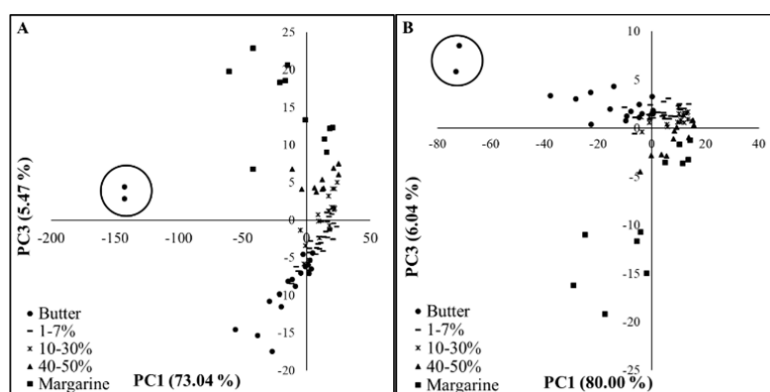 A
25
20
15
10
5
0
-200 -150 -100 -50 0 50
-5
-10
-15
-20
PC3 (5.47 %)
PC1 (73.04 %)
Butter
1-7%
10-30%
40-50%
Margarine
B
10
5
0
-80 -60 -40 -20 0 20
-5
-10
-15
-20
-25
PC3 (6.04 %)
PC1 (80.00 %)
Butter
1-7%
10-30%
40-50%
Margarine